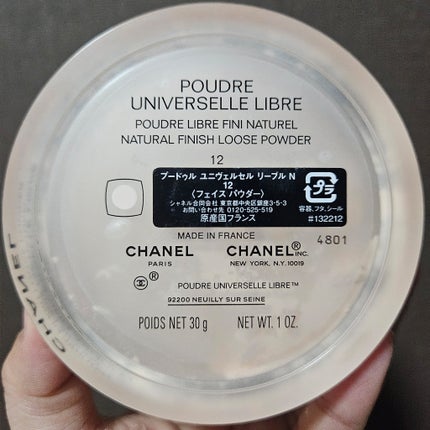 POUDRE
UNIVERSELLE LIBRE
POUDRE LIBRE FINI NATUREL
NATURAL FINISH LOOSE POWDER
12
プードゥル ユニヴェルセル リーブル N
12
〈フェイス パウダー〉
シャネル合同会社 東京都中央区銀座3-5-3
お問い合わせ先 0120-525-519
原産国フランス
プラ
容器,フタ,シール
#132212
MADE IN FRANCE
4801
CHANEL
PARIS
CHANEL® INC.
NEW YORK, N.Y. 10019
®
POUDRE UNIVERSELLE LIBRE™
92200 NEUILLY SUR SEINE
POIDS NET 30 g NET WT. 1 OZ.
CHANEL